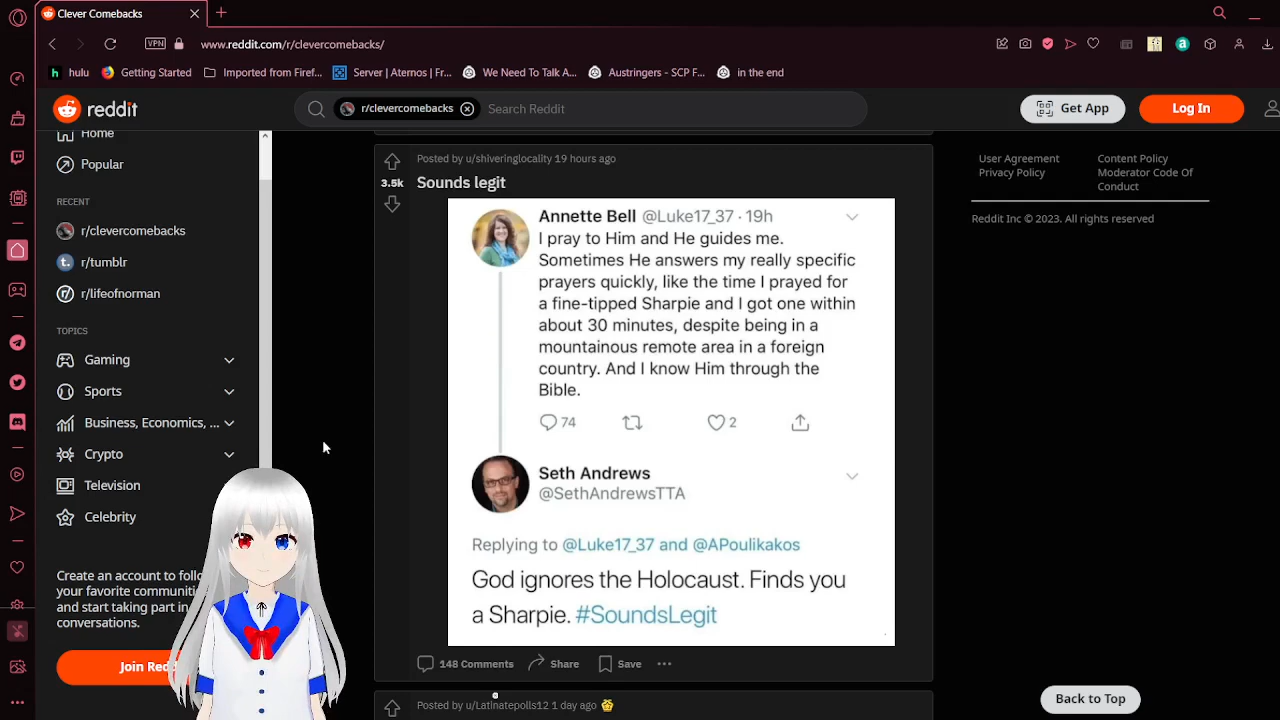 Clever Comebacks
VPN
www.reddit.com/r/clevercomebacks/
h hulu
Getting Started
Imported from Firef...
Server | Aternos | Fr...
We Need To Talk A...
Austringers - SCP F...
in the end
reddit
r/clevercomebacks
Search Reddit
Get App
Log In
Home
Popular
RECENT
r/clevercomebacks
r/tumblr
r/lifeofnorman
TOPICS
Gaming
Sports
Business, Economics, ...
Crypto
Television
Celebrity
Create an account to follo
your favorite communiti
and start taking part in
conversations.
Join Redd
Posted by u/shiveringlocality 19 hours ago
3.5k
Sounds legit
Annette Bell @Luke17_37 · 19h
I pray to Him and He guides me.
Sometimes He answers my really specific
prayers quickly, like the time I prayed for
a fine-tipped Sharpie and I got one within
about 30 minutes, despite being in a
mountainous remote area in a foreign
country. And I know Him through the
Bible.
74
2
Seth Andrews
@SethAndrewsTTA
Replying to @Luke17_37 and @APoulikakos
God ignores the Holocaust. Finds you
a Sharpie. #SoundsLegit
148 Comments
Share
Save
Posted by u/Latinatepolls12 1 day ago
User Agreement
Privacy Policy
Content Policy
Moderator Code Of
Conduct
Reddit Inc © 2023. All rights reserved
Back to Top